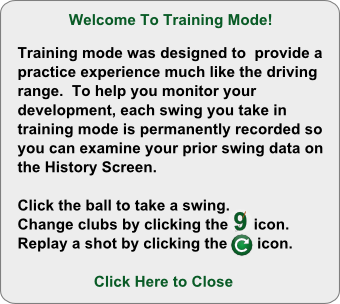 Welcome To Training Mode!
Training mode was designed to  provide a
practice experience much like the driving
range.  To help you monitor your
development, each swing you take in
training mode is permanently recorded so
you can examine your prior swing data on
the History Screen.
Click the ball to take a swing.
Change clubs by clicking the 9 icon.
Replay a shot by clicking the C icon.
Click Here to Close